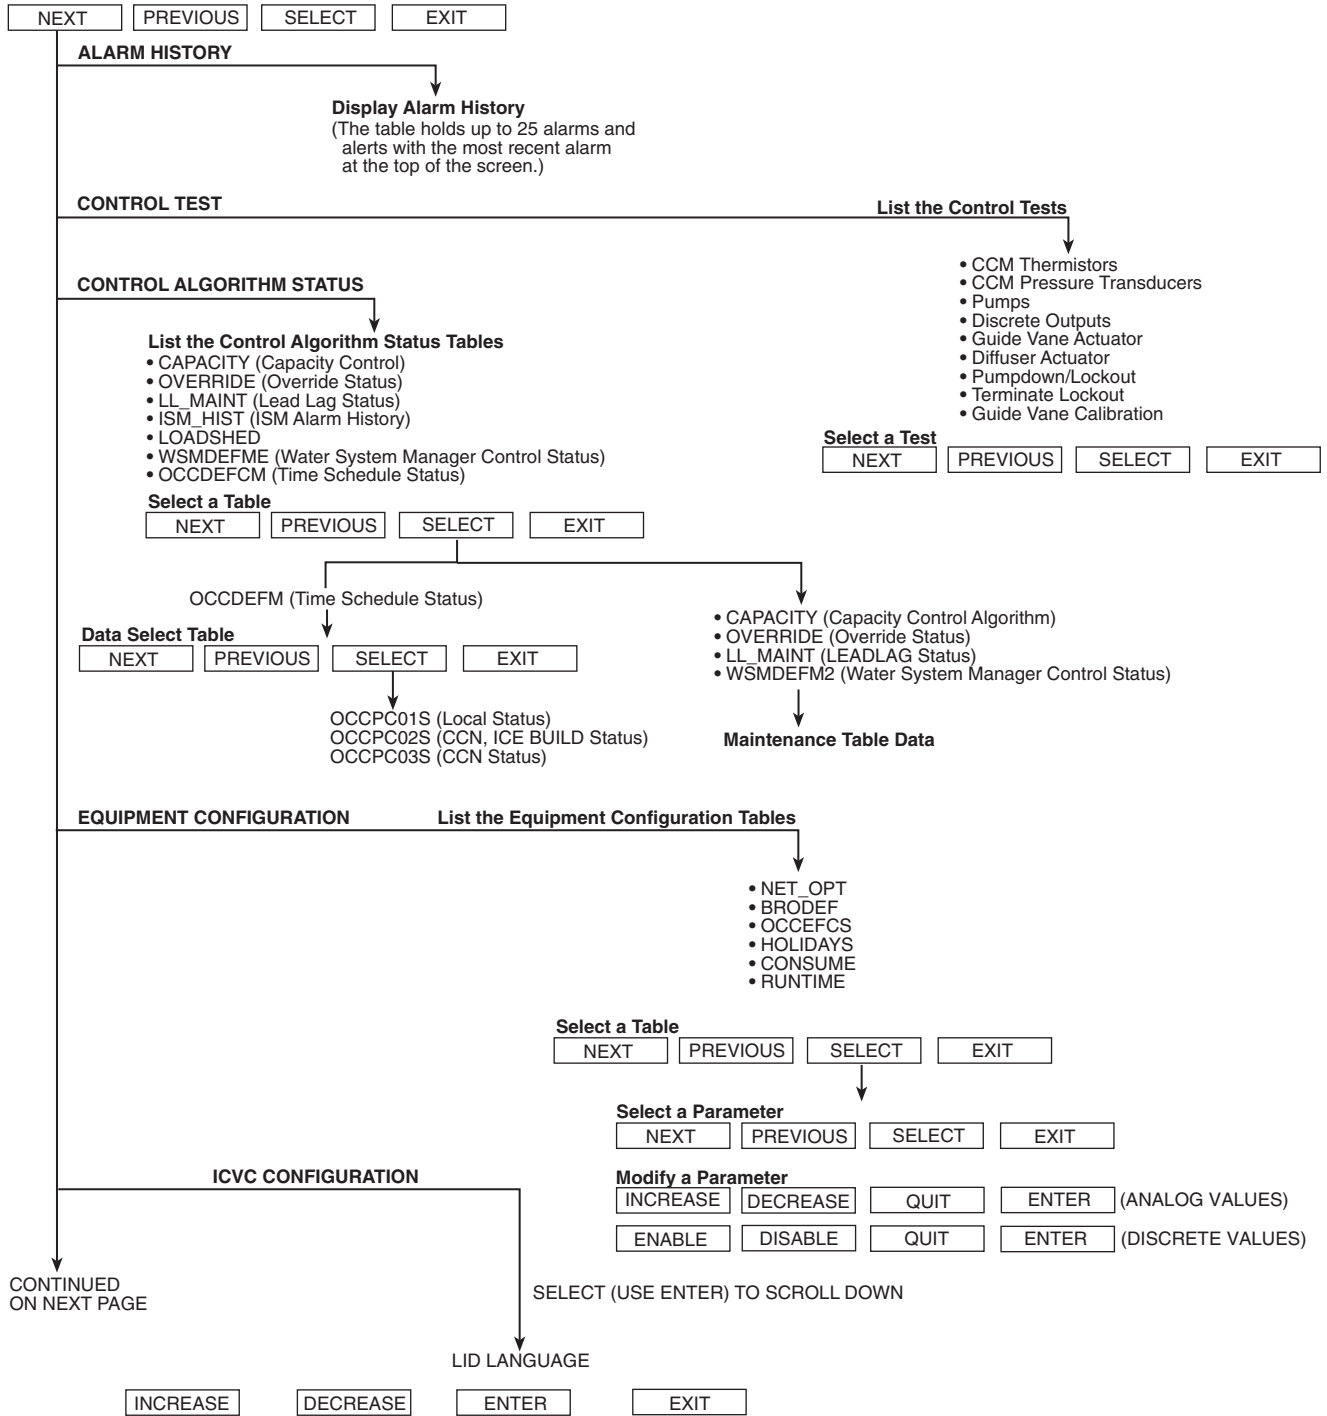 NEXT PREVIOUS SELECT EXIT
ALARM HISTORY
Display Alarm History
(The table holds up to 25 alarms and
alerts with the most recent alarm
at the top of the screen.)
CONTROL TEST
List the Control Tests
• CCM Thermistors
• CCM Pressure Transducers
• Pumps
• Discrete Outputs
• Guide Vane Actuator
• Diffuser Actuator
• Pumpdown/Lockout
• Terminate Lockout
• Guide Vane Calibration
Select a Test
NEXT PREVIOUS SELECT EXIT
CONTROL ALGORITHM STATUS
List the Control Algorithm Status Tables
• CAPACITY (Capacity Control)
• OVERRIDE (Override Status)
• LL_MAINT (Lead Lag Status)
• ISM_HIST (ISM Alarm History)
• LOADSHED
• WSMDEFME (Water System Manager Control Status)
• OCCDEFCM (Time Schedule Status)
Select a Table
NEXT PREVIOUS SELECT EXIT
OCCDEFM (Time Schedule Status)
Data Select Table
NEXT PREVIOUS SELECT EXIT
OCCPC01S (Local Status)
OCCPC02S (CCN, ICE BUILD Status)
OCCPC03S (CCN Status)
• CAPACITY (Capacity Control Algorithm)
• OVERRIDE (Override Status)
• LL_MAINT (LEADLAG Status)
• WSMDEFM2 (Water System Manager Control Status)
Maintenance Table Data
EQUIPMENT CONFIGURATION
List the Equipment Configuration Tables
• NET_OPT
• BRODEF
• OCCEFCS
• HOLIDAYS
• CONSUME
• RUNTIME
Select a Table
NEXT PREVIOUS SELECT EXIT
Select a Parameter
NEXT PREVIOUS SELECT EXIT
Modify a Parameter
INCREASE DECREASE QUIT ENTER (ANALOG VALUES)
ENABLE DISABLE QUIT ENTER (DISCRETE VALUES)
ICVC CONFIGURATION
CONTINUED
ON NEXT PAGE
SELECT (USE ENTER) TO SCROLL DOWN
LID LANGUAGE
INCREASE DECREASE ENTER EXIT